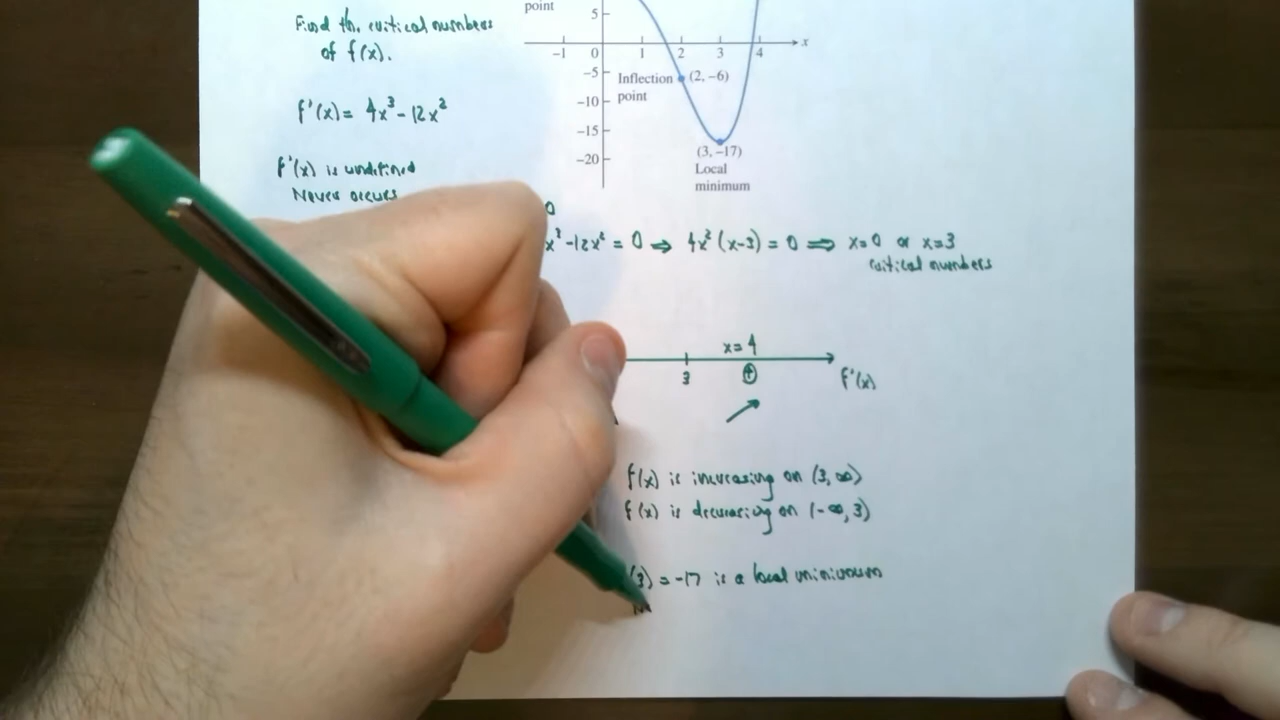 point
5
-1 0 1 2 3 4 x
-5
Inflection point
(2, -6)
-10
-15
-20
(3, -17)
Local
minimum
Find the critical numbers
of f(x).
f'(x) = 4x³ - 12x²
f'(x) is undefined
Never occurs
0
x³ - 12x² = 0 ⇒ 4x² (x-3) = 0 ⇒ x=0 or x=3
critical numbers
x=4
3 + f'(x)
f(x) is increasing on (3, ∞)
f(x) is decreasing on (-∞, 3)
(3) = -17 is a local minimum